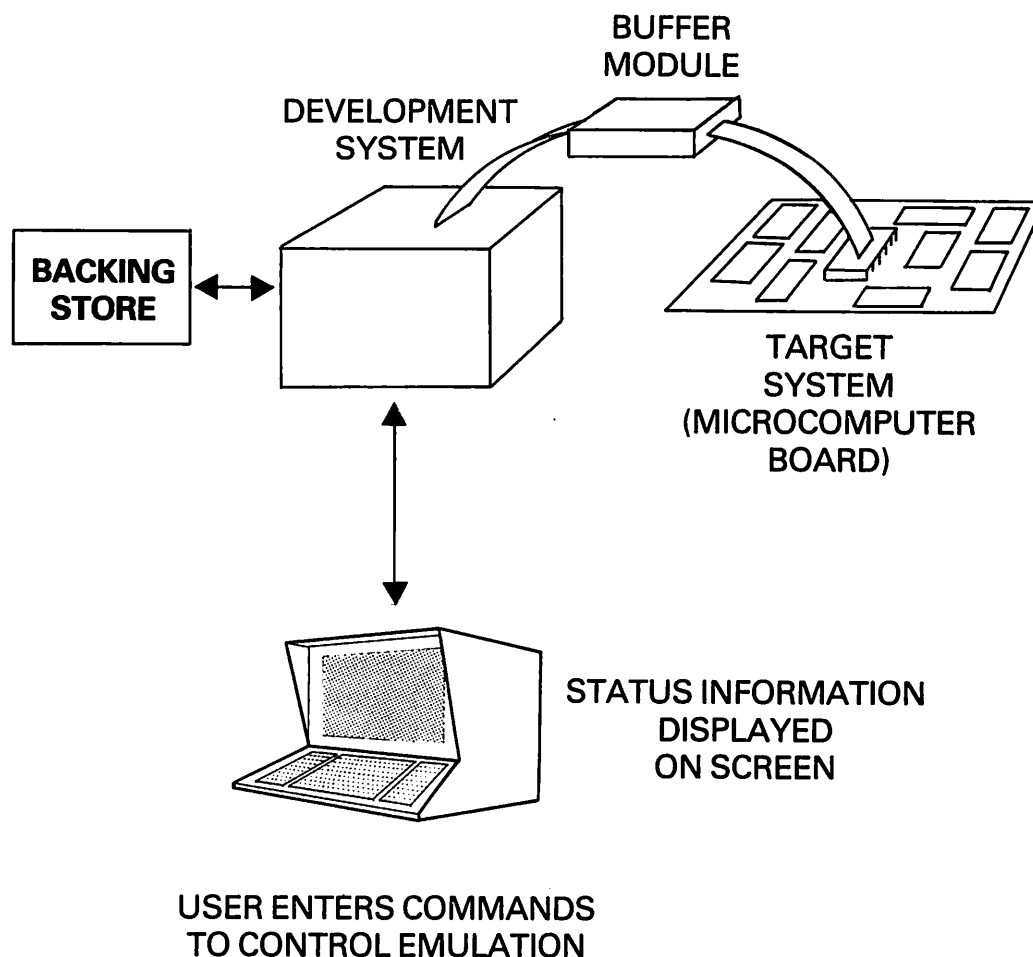 BUFFER
MODULE
DEVELOPMENT
SYSTEM
BACKING
STORE
TARGET
SYSTEM
(MICROCOMPUTER
BOARD)
STATUS INFORMATION
DISPLAYED
ON SCREEN
USER ENTERS COMMANDS
TO CONTROL EMULATION